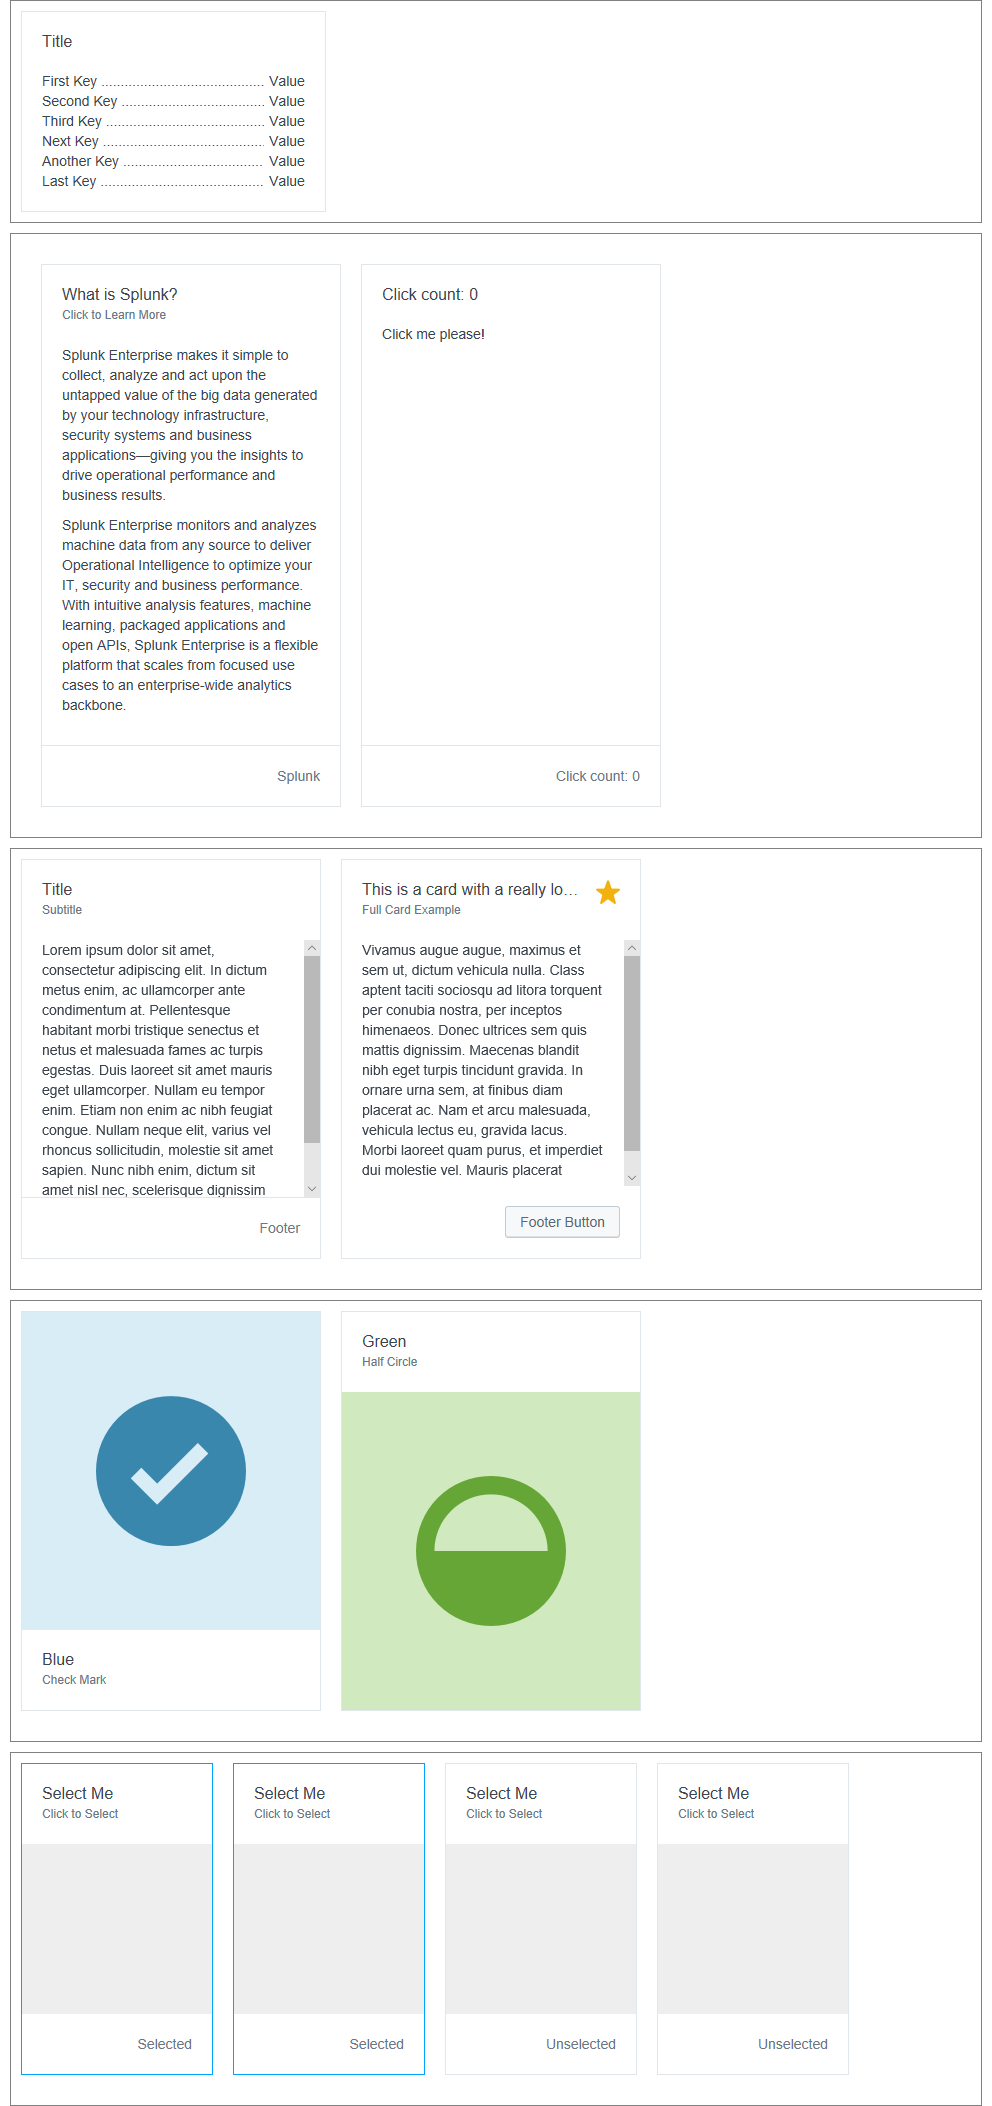 Title
First Key ......................................... Value
Second Key .................................... Value
Third Key ........................................ Value
Next Key ......................................... Value
Another Key ................................... Value
Last Key ......................................... Value
What is Splunk?
Click to Learn More
Splunk Enterprise makes it simple to
collect, analyze and act upon the
untapped value of the big data generated
by your technology infrastructure,
security systems and business
applications—giving you the insights to
drive operational performance and
business results.
Splunk Enterprise monitors and analyzes
machine data from any source to deliver
Operational Intelligence to optimize your
IT, security and business performance.
With intuitive analysis features, machine
learning, packaged applications and
open APIs, Splunk Enterprise is a flexible
platform that scales from focused use
cases to an enterprise-wide analytics
backbone.
Splunk
Click count: 0
Click me please!
Click count: 0
Title
Subtitle
Lorem ipsum dolor sit amet,
consectetur adipiscing elit. In dictum
metus enim, ac ullamcorper ante
condimentum at. Pellentesque
habitant morbi tristique senectus et
netus et malesuada fames ac turpis
egestas. Duis laoreet sit amet mauris
eget ullamcorper. Nullam eu tempor
enim. Etiam non enim ac nibh feugiat
congue. Nullam neque elit, varius vel
rhoncus sollicitudin, molestie sit amet
sapien. Nunc nibh enim, dictum sit
amet nisl nec, scelerisque dignissim
Footer
This is a card with a really lo…
Full Card Example
Vivamus augue augue, maximus et
sem ut, dictum vehicula nulla. Class
aptent taciti sociosqu ad litora torquent
per conubia nostra, per inceptos
himenaeos. Donec ultrices sem quis
mattis dignissim. Maecenas blandit
nibh eget turpis tincidunt gravida. In
ornare urna sem, at finibus diam
placerat ac. Nam et arcu malesuada,
vehicula lectus eu, gravida lacus.
Morbi laoreet quam purus, et imperdiet
dui molestie vel. Mauris placerat
Footer Button
Blue
Check Mark
Green
Half Circle
Select Me
Click to Select
Selected
Select Me
Click to Select
Selected
Select Me
Click to Select
Unselected
Select Me
Click to Select
Unselected